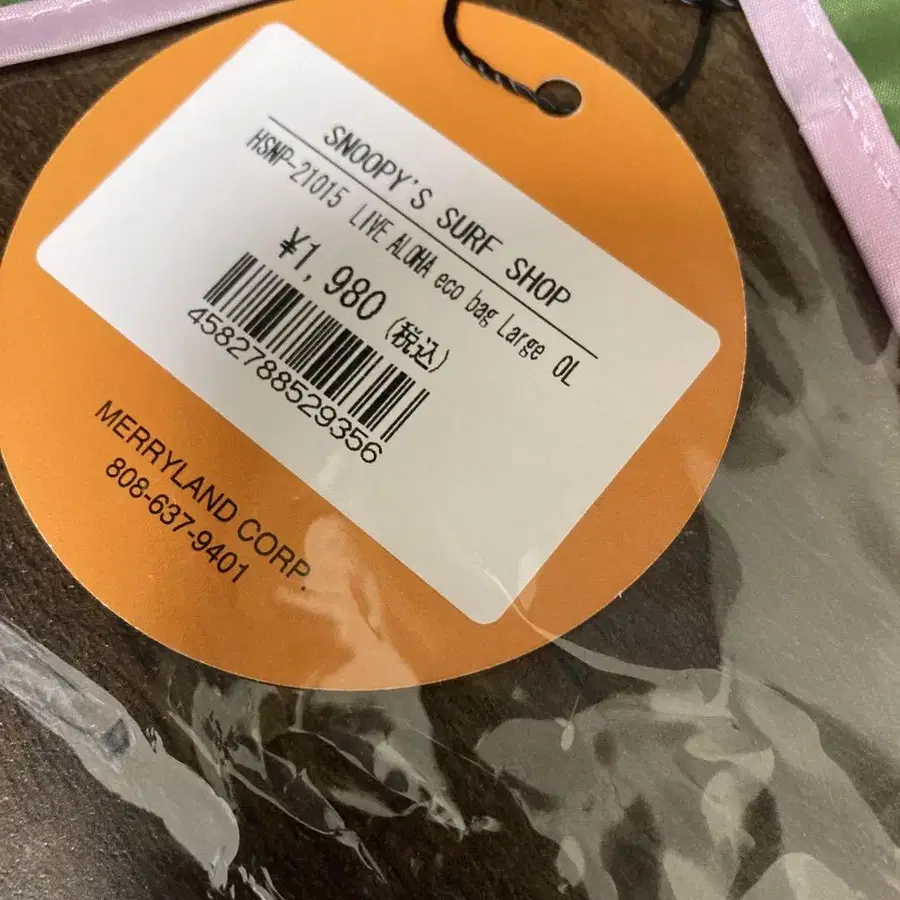 SNOOPY'S SURF SHOP
HSNP-21015 LIVE ALOHA eco bag Large OL
¥1,980 (税込)
4582788529356
MERRYLAND CORP.
808-637-9401